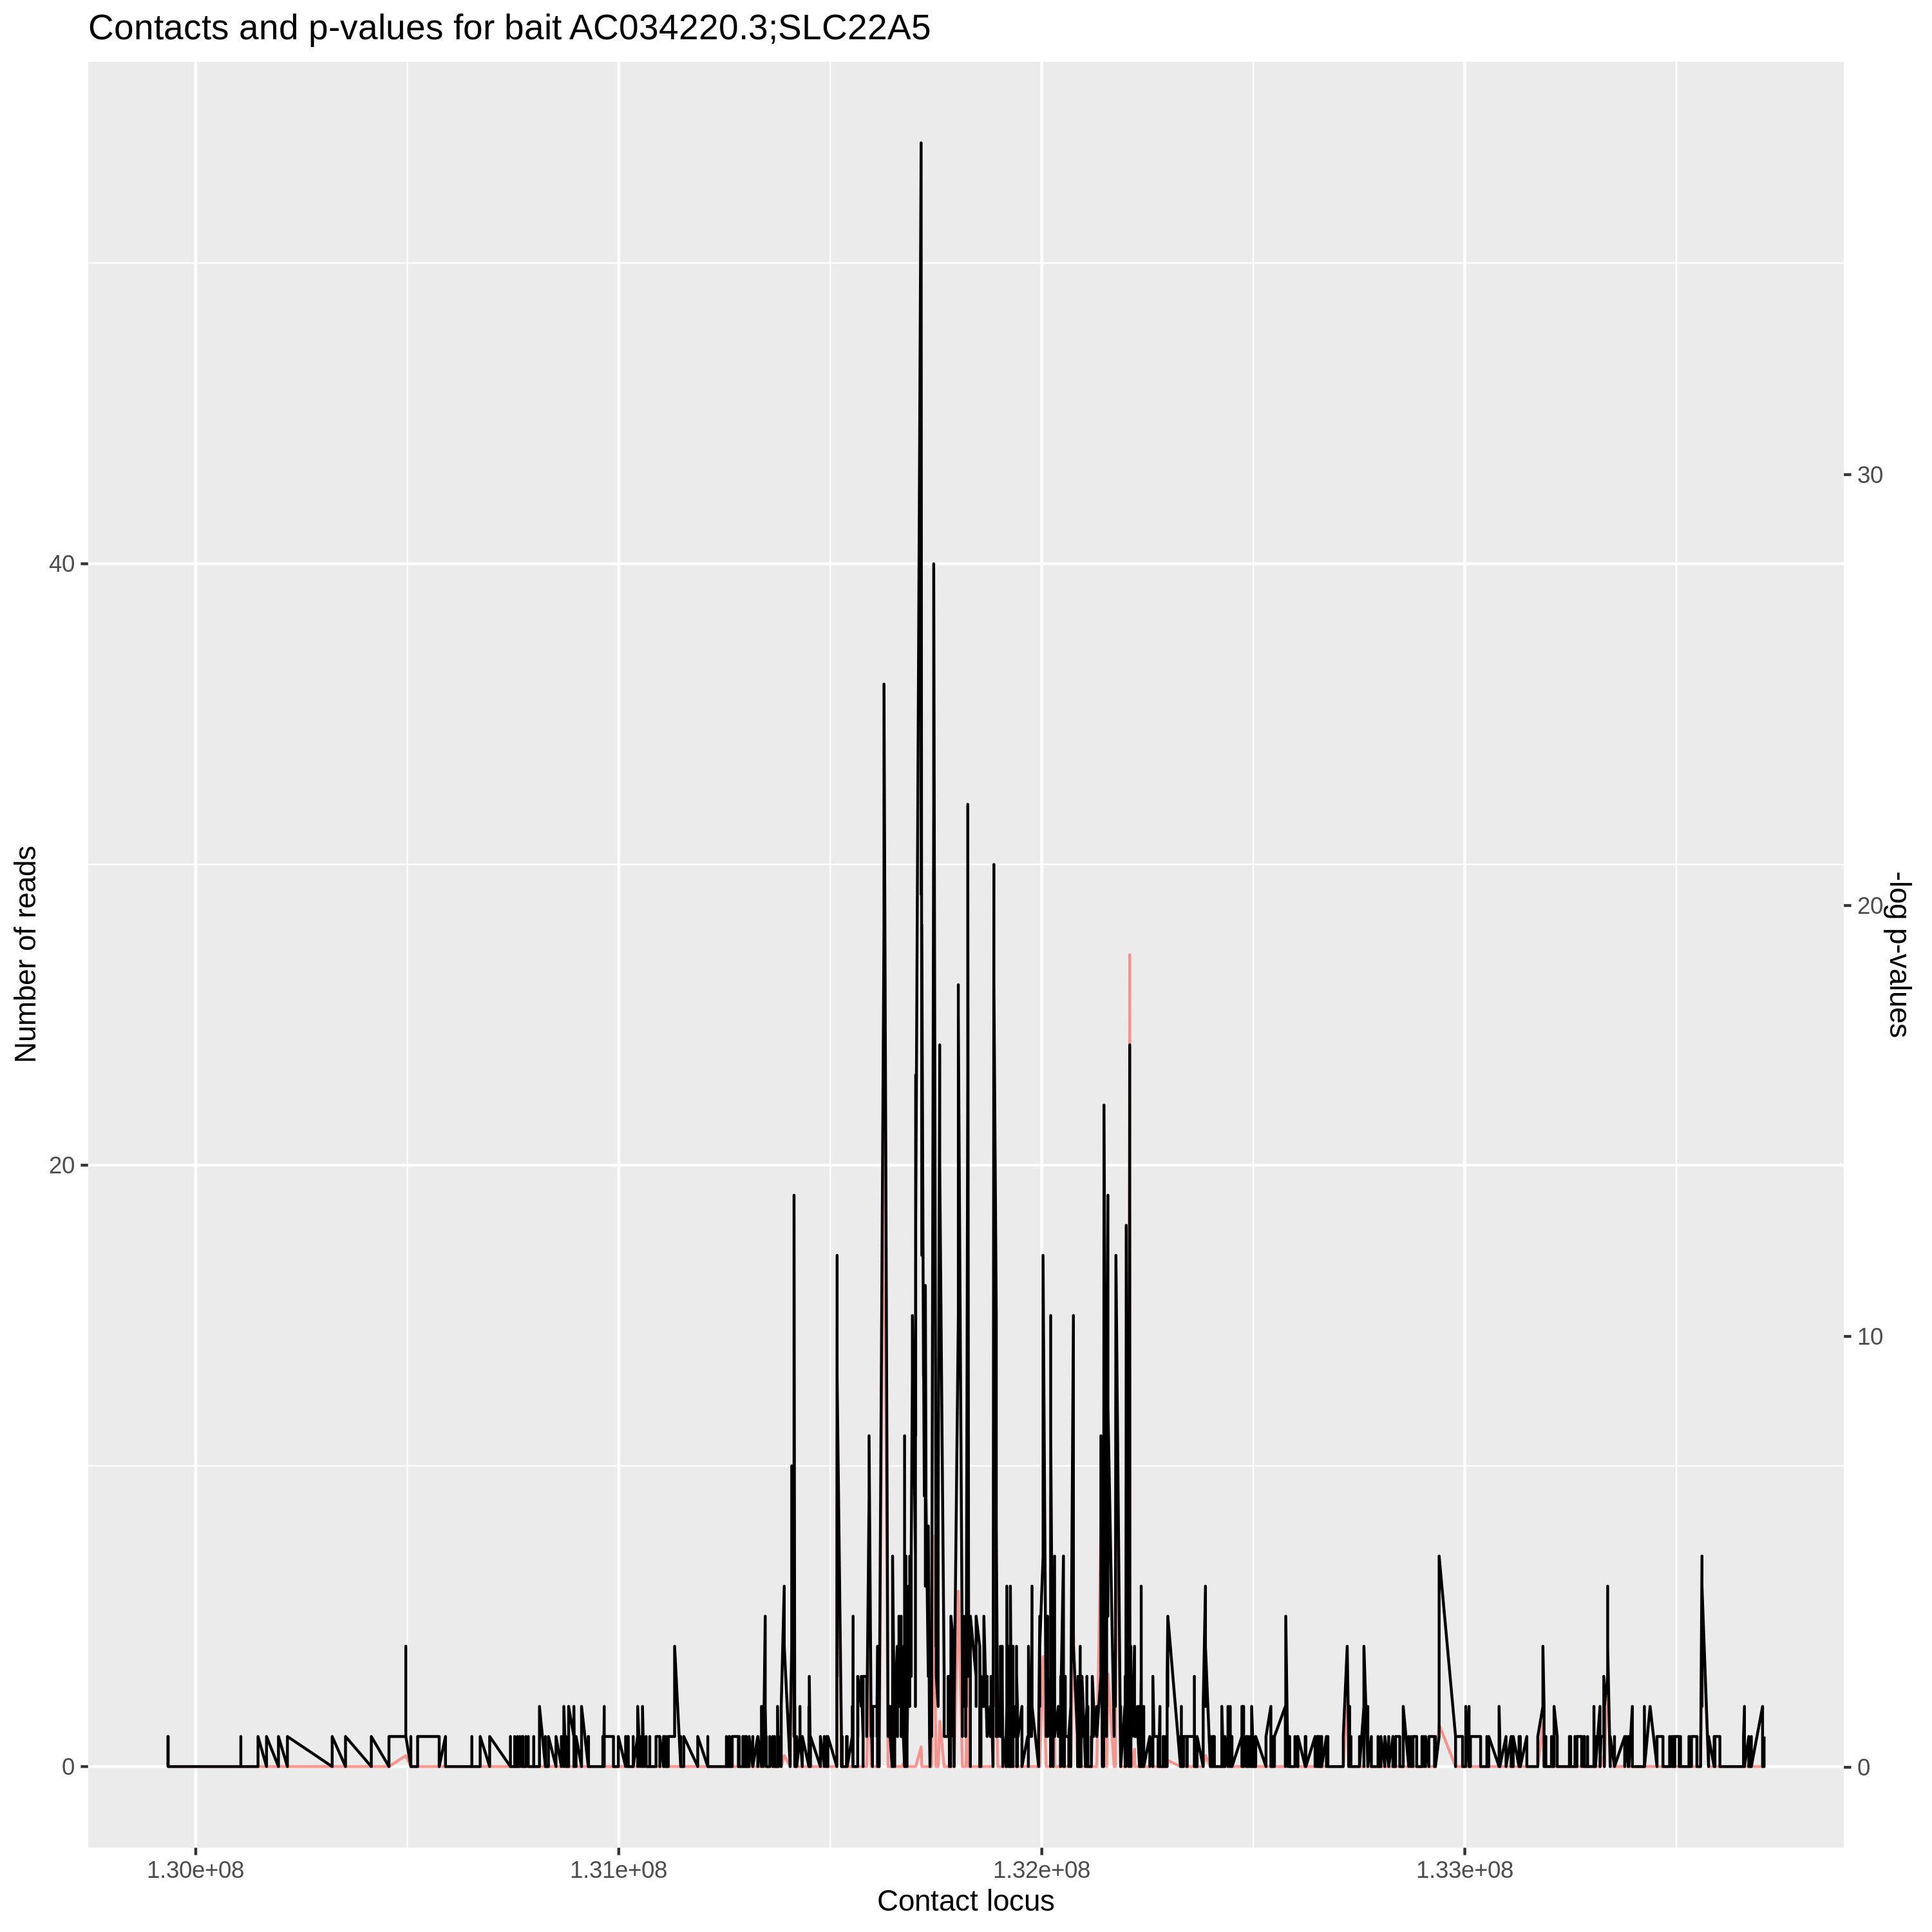 Contacts and p-values for bait AC034220.3;SLC22A5
Number of reads
40
20
0
30
20
10
0
-log p-values
1.30e+08
1.31e+08
1.32e+08
1.33e+08
Contact locus